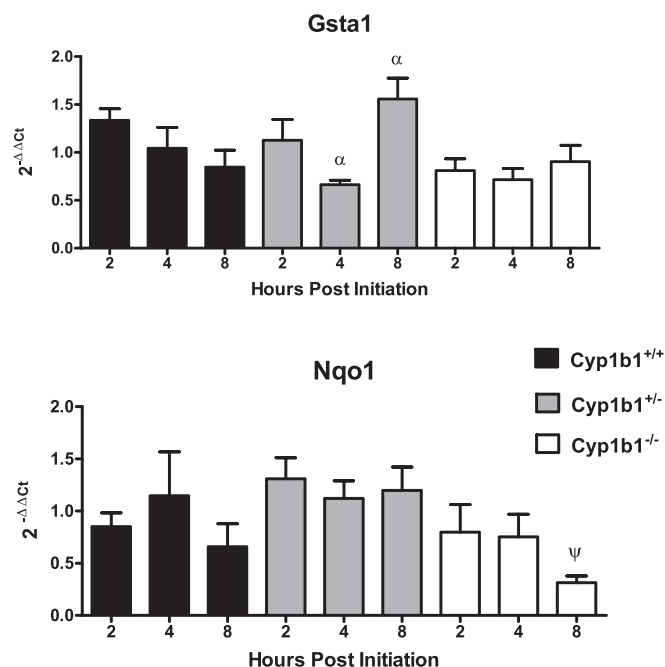 Gsta1
2.0
1.5
1.0
0.5
0.0
2^-ΔΔCt
α
α
2 4 8 2 4 8 2 4 8
Hours Post Initiation
Cyp1b1+/+
Cyp1b1+/-
Cyp1b1-/-
Nqo1
2.0
1.5
1.0
0.5
0.0
2^-ΔΔCt
ψ
2 4 8 2 4 8 2 4 8
Hours Post Initiation